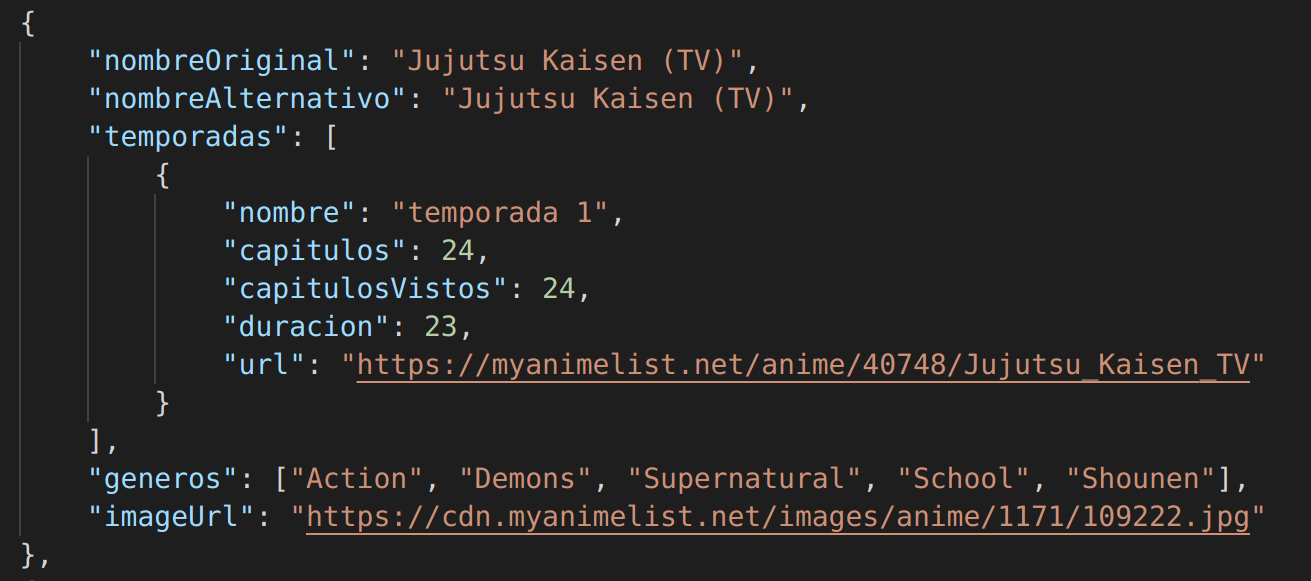 {
    "nombreOriginal": "Jujutsu Kaisen (TV)",
    "nombreAlternativo": "Jujutsu Kaisen (TV)",
    "temporadas": [
        {
            "nombre": "temporada 1",
            "capitulos": 24,
            "capitulosVistos": 24,
            "duracion": 23,
            "url": "https://myanimelist.net/anime/40748/Jujutsu_Kaisen_TV"
        }
    ],
    "generos": ["Action", "Demons", "Supernatural", "School", "Shounen"],
    "imageUrl": "https://cdn.myanimelist.net/images/anime/1171/109222.jpg"
},